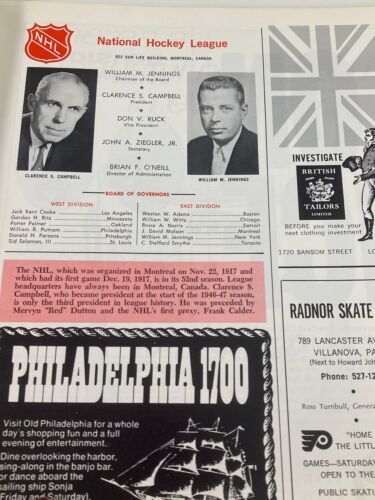 NHL
National Hockey League
922 SUN LIFE BUILDING, MONTREAL, CANADA
WILLIAM M. JENNINGS
Chairman of the Board
CLARENCE S. CAMPBELL
President
DON V. RUCK
Vice President
JOHN A. ZIEGLER, JR.
Secretary
BRIAN F. O'NEILL
Director of Administration
CLARENCE S. CAMPBELL
WILLIAM M. JENNINGS
BOARD OF GOVERNORS
WEST DIVISION
Jack Kent Cooke Los Angeles
Gordon H. Ritz Minnesota
Potter Palmer Oakland
William R. Putnam Philadelphia
Donald H. Parsons Pittsburgh
Sid Salomon, III St. Louis
EAST DIVISION
Weston W. Adams Boston
William W. Wirtz Chicago
Bruce A. Norris Detroit
J. David Molson Montreal
William M. Jennings New York
C. Stafford Smythe Toronto
The NHL, which was organized in Montreal on Nov. 22, 1917 and
which had its first game Dec. 19, 1917, is in its 52nd season. League
headquarters have always been in Montreal, Canada. Clarence S.
Campbell, who became president at the start of the 1946-47 season,
is only the third president in league history. He was preceded by
Mervyn "Red" Dutton and the NHL's first prexy, Frank Calder.
PHILADELPHIA 1700
Visit Old Philadelphia for a whole
day's shopping fun and a full
evening of entertainment.
Dine overlooking the harbor,
sing-along in the banjo bar.
or dance aboard the
sailing ship Sonja
Friday and Saturday).
INVESTIGATE
BRITISH
TAILORS
LIMITED
BEFORE you make your
next clothing investment
1720 SANSOM STREET LO
RADNOR SKATE
789 LANCASTER AV
VILLANOVA, PA
(Next to Howard John
Phone: 527-12
Ross Turnbull, General
"HOME
THE LITTL
GAMES—SATURDA
OPEN TO THE
PUBLIC SKAT